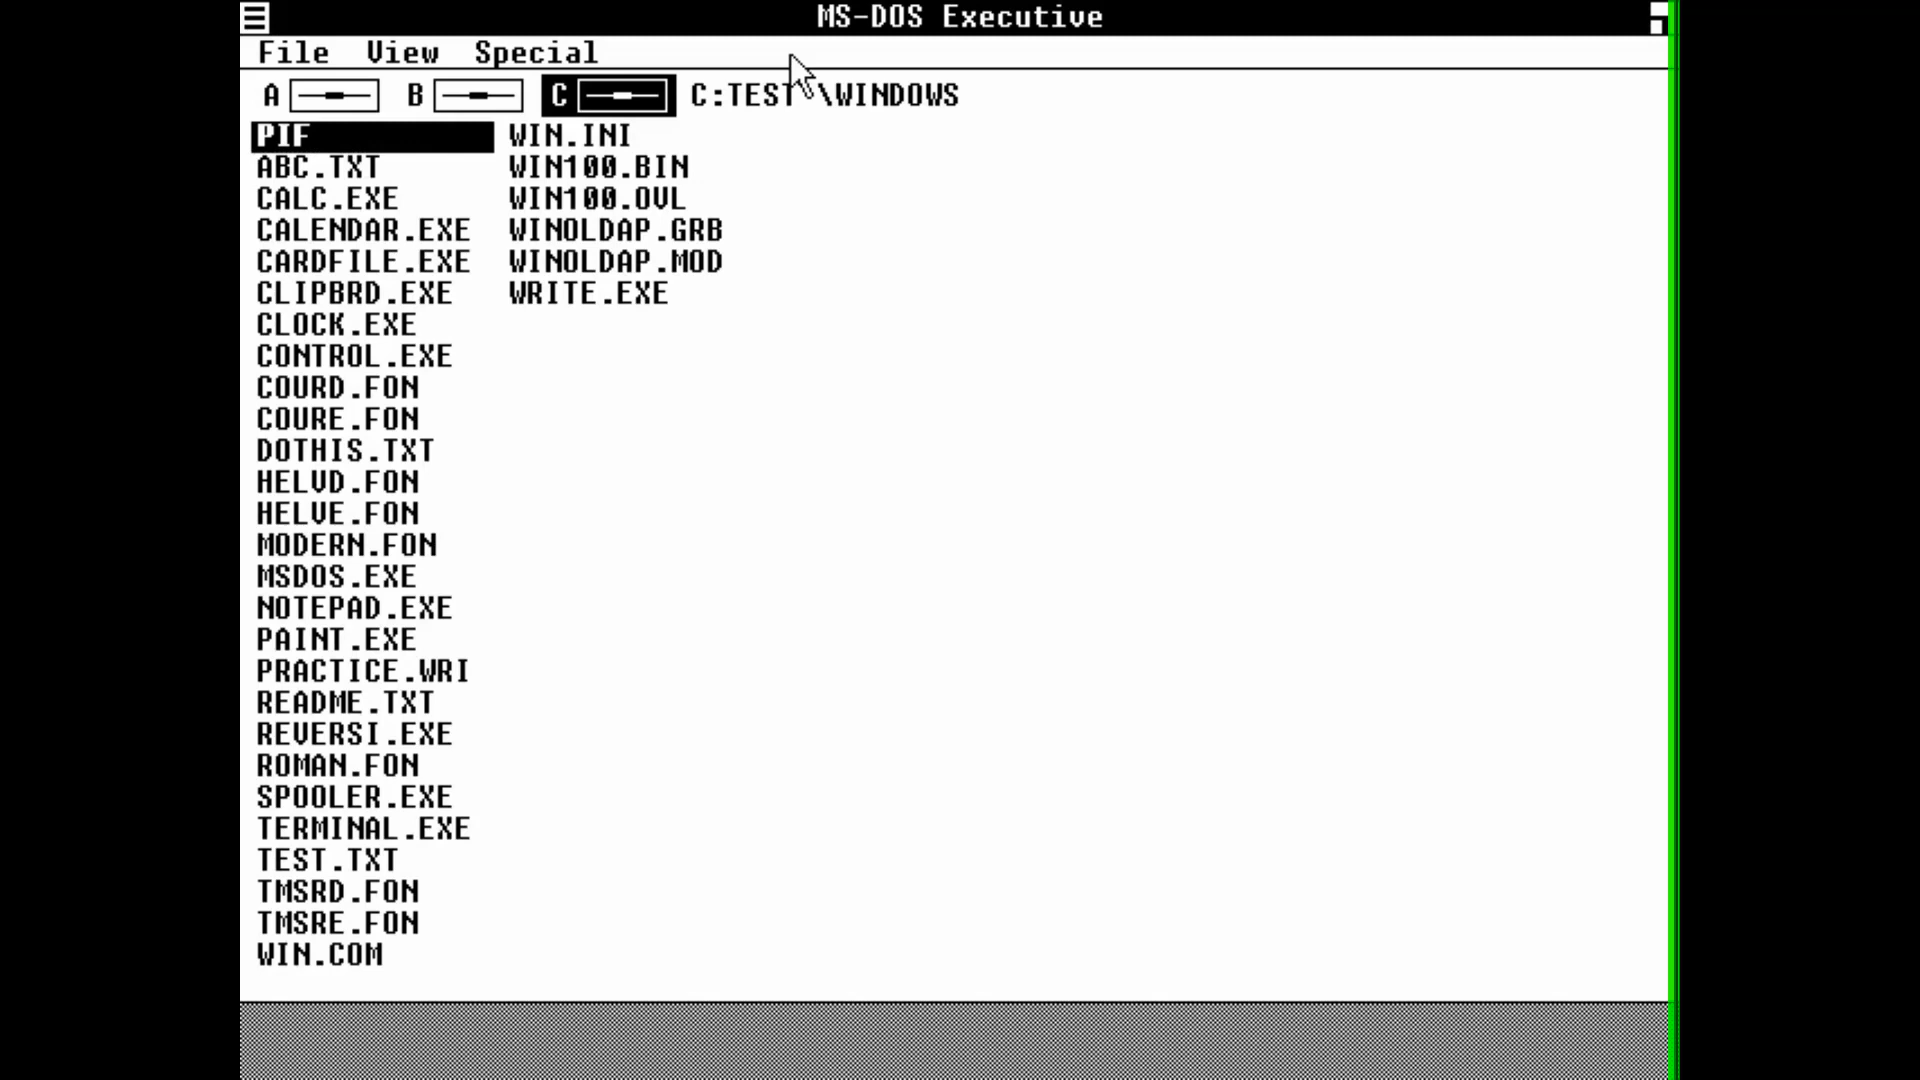 MS-DOS Executive
File View Special
A B C C:TEST \WINDOWS
PIF
ABC.TXT
CALC.EXE
CALENDAR.EXE
CARDFILE.EXE
CLIPBRD.EXE
CLOCK.EXE
CONTROL.EXE
COURD.FON
COURE.FON
DOTHIS.TXT
HELVD.FON
HELVE.FON
MODERN.FON
MSDOS.EXE
NOTEPAD.EXE
PAINT.EXE
PRACTICE.WRI
README.TXT
REVERSI.EXE
ROMAN.FON
SPOOLER.EXE
TERMINAL.EXE
TEST.TXT
TMSRD.FON
TMSRE.FON
WIN.COM
WIN.INI
WIN100.BIN
WIN100.OVL
WINOLDAP.GRB
WINOLDAP.MOD
WRITE.EXE